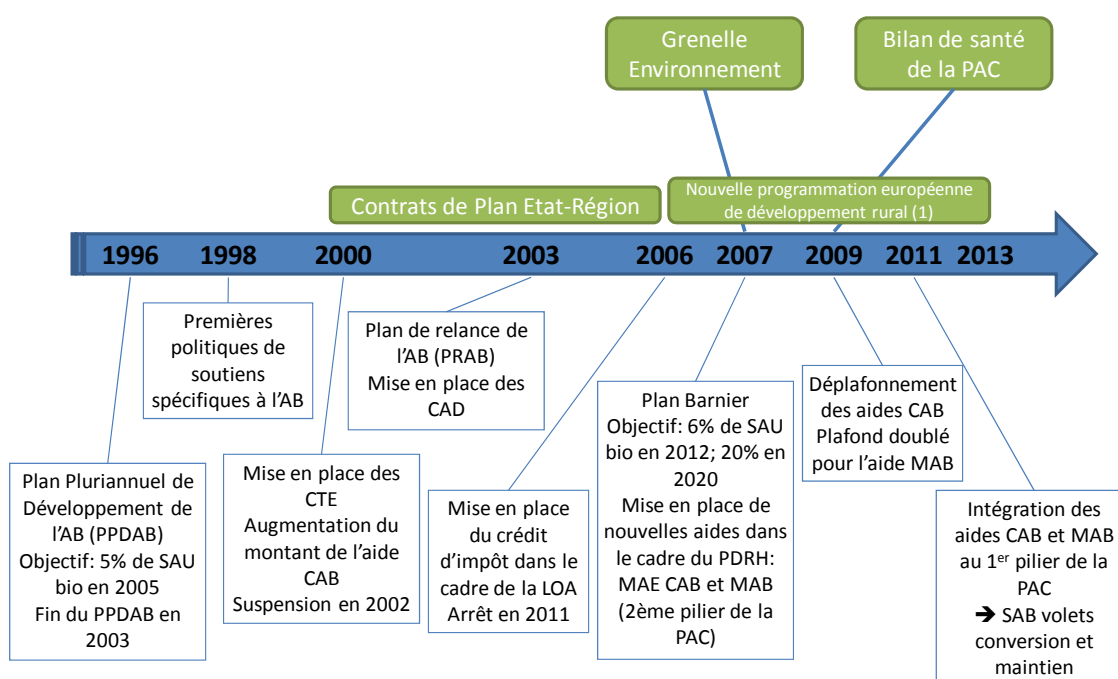 Grenelle
Environnement
Bilan de santé
de la PAC
Contrats de Plan Etat-Région
Nouvelle programmation européenne
de développement rural (1)
1996
1998
2000
2003
2006
2007
2009
2011
2013
Plan Pluriannuel de
Développement de
l'AB (PPDAB)
Objectif: 5% de SAU
bio en 2005
Fin du PPDAB en
2003
Premières
politiques de
soutiens
spécifiques à l'AB
Mise en place des
CTE
Augmentation du
montant de l'aide
CAB
Suspension en 2002
Plan de relance de
l'AB (PRAB)
Mise en place des
CAD
Mise en place
du crédit
d'impôt dans le
cadre de la LOA
Arrêt en 2011
Plan Barnier
Objectif: 6% de SAU
bio en 2012; 20% en
2020
Mise en place de
nouvelles aides dans
le cadre du PDRH:
MAE CAB et MAB
(2ème pilier de la
PAC)
Déplafonnement
des aides CAB
Plafond doublé
pour l'aide MAB
Intégration des
aides CAB et MAB
au 1er pilier de la
PAC
➔ SAB volets
conversion et
maintien